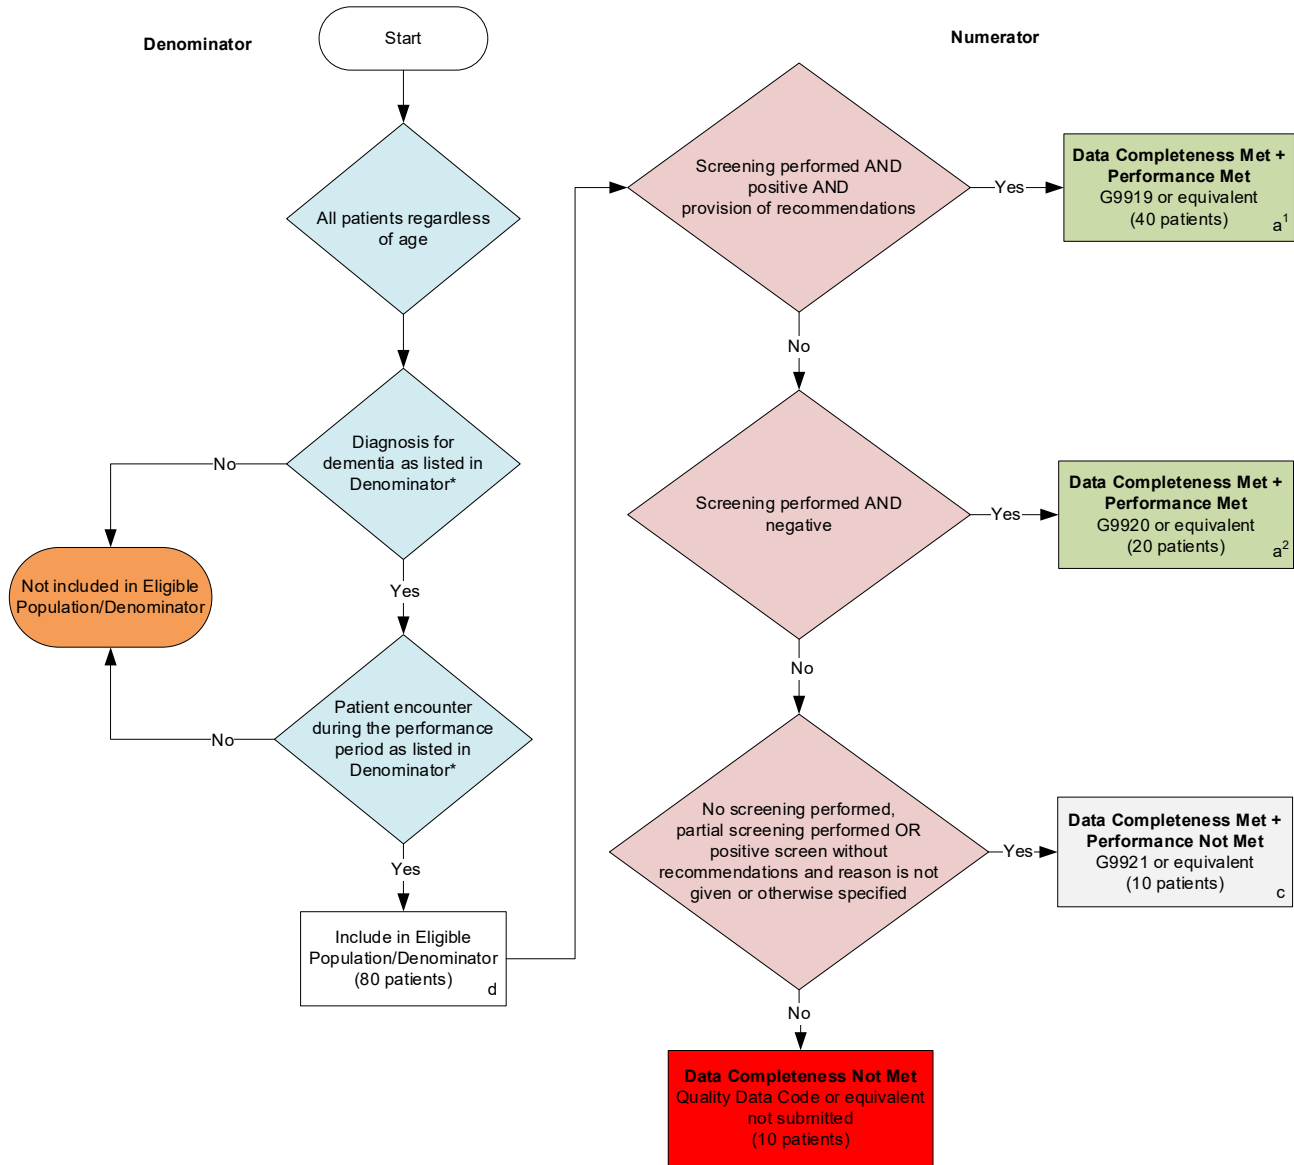 Denominator
Start
Numerator
All patients regardless
of age
Diagnosis for
dementia as listed in
Denominator*
No
Yes
Not included in Eligible
Population/Denominator
Patient encounter
during the performance
period as listed in
Denominator*
No
Yes
Include in Eligible
Population/Denominator
(80 patients)
d
Screening performed AND
positive AND
provision of recommendations
Yes
Data Completeness Met +
Performance Met
G9919 or equivalent
(40 patients)
a¹
No
Screening performed AND
negative
Yes
Data Completeness Met +
Performance Met
G9920 or equivalent
(20 patients)
a²
No
No screening performed,
partial screening performed OR
positive screen without
recommendations and reason is not
given or otherwise specified
Yes
Data Completeness Met +
Performance Not Met
G9921 or equivalent
(10 patients)
c
No
Data Completeness Not Met
Quality Data Code or equivalent
not submitted
(10 patients)